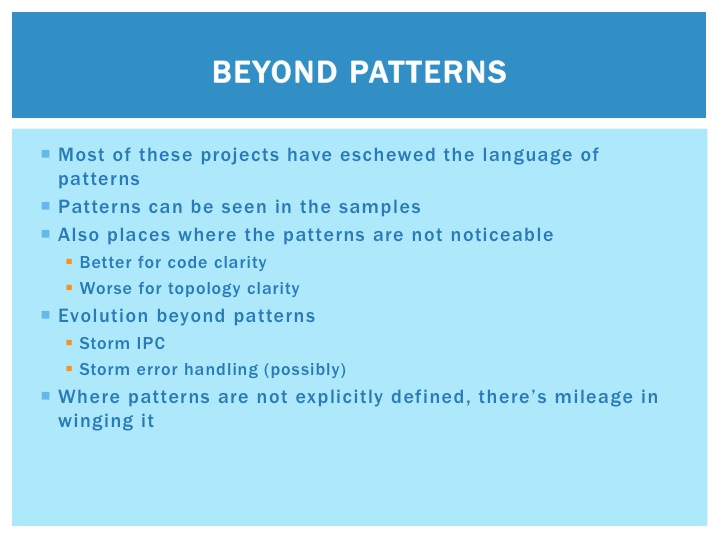 BEYOND PATTERNS
Most of these projects have eschewed the language of
patterns
Patterns can be seen in the samples
Also places where the patterns are not noticeable
Better for code clarity
Worse for topology clarity
Evolution beyond patterns
Storm IPC
Storm error handling (possibly)
Where patterns are not explicitly defined, there’s mileage in
winging it